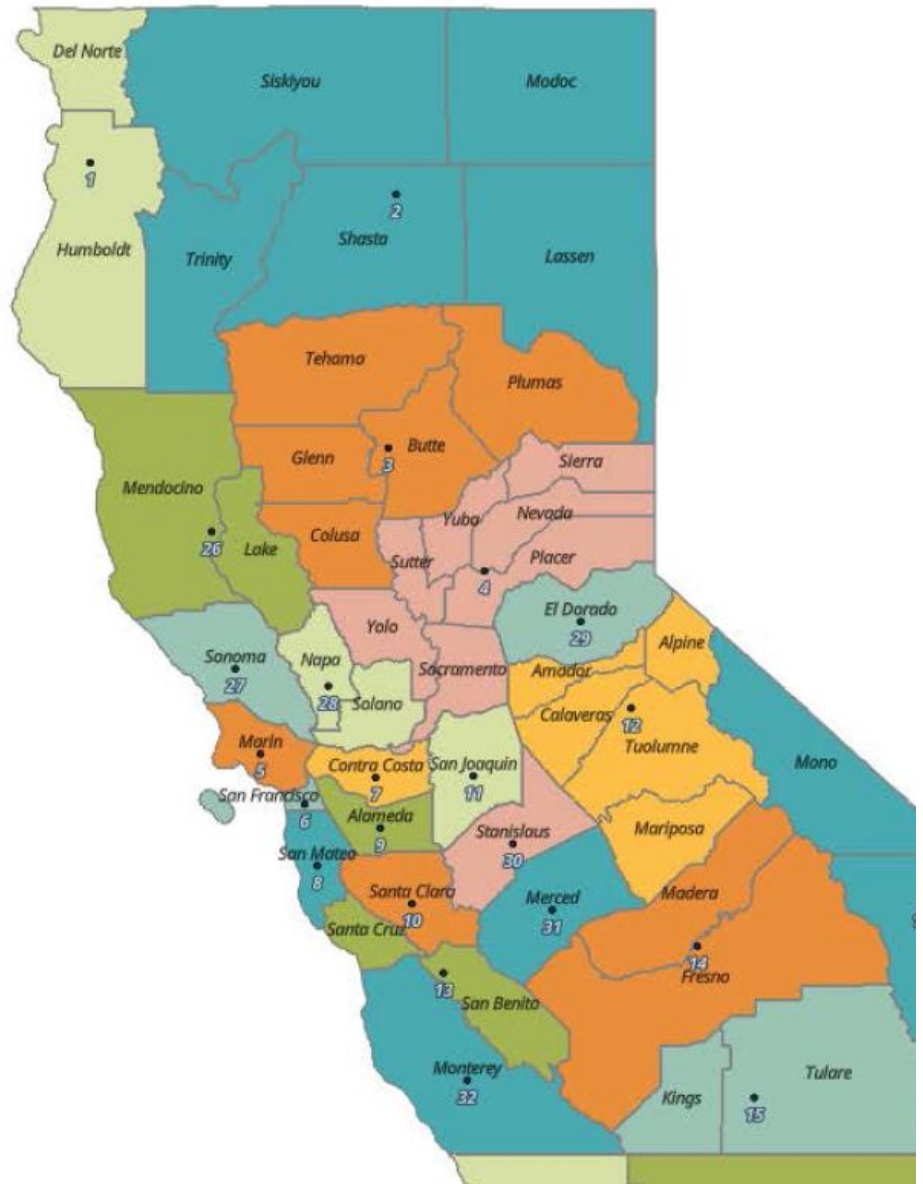 Del Norte
Siskiyou
Modoc
1
2
Shasta
Humboldt
Trinity
Lassen
Tehama
Plumas
Butte
3
Glenn
Sierra
Mendocino
Yuba
Nevada
Colusa
26
Lake
Sutter
Placer
4
El Dorado
29
Yolo
Sonoma
27
Napa
28
Solano
Sacramento
Amador
Alpine
Calaveras
12
Tuolumne
Marin
5
Contra Costa
7
San Joaquin
11
Mono
San Francisco
6
Alameda
9
Stanislaus
30
Mariposa
San Mateo
8
Santa Clara
10
Merced
31
Madera
Santa Cruz
14
Fresno
13
San Benito
Monterey
32
Kings
Tulare
15